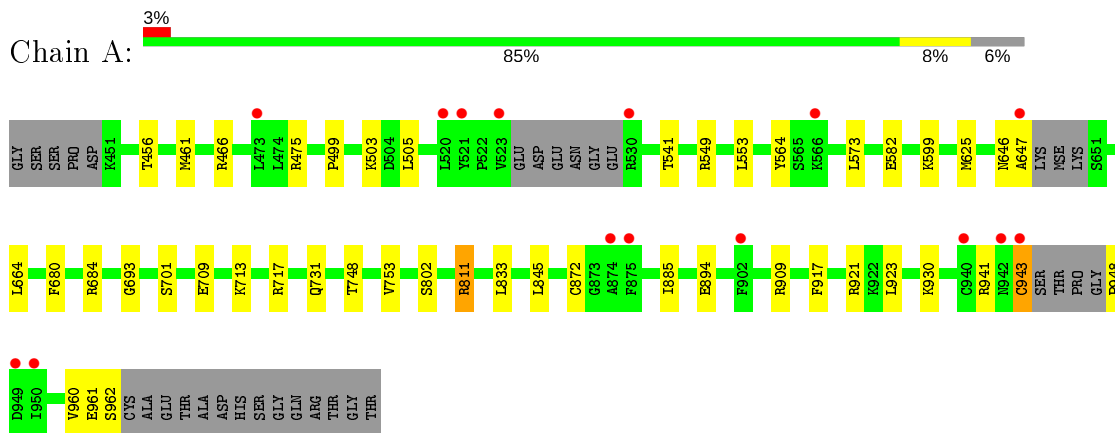 3%
Chain A:
85%
8%
6%
GLY SER SER PRO ASP K451 T456 M461 R466 L473 L474 R475 P499 K503 D504 L505 L520 Y521 P522 V523 GLU ASP GLU ASN GLY GLU R530 T541 R549 L553 Y564 S565 K566 L573 E582 K599 M625 N646 A647 LYS MSE LYS S651
L664 F680 R684 G693 S701 E709 K713 R717 Q731 T748 V753 S802 R811 L833 L845 C872 G873 A874 F875 I885 E894 F902 R909 F917 R921 K922 L923 K930 C940 R941 N942 C943 SER THR PRO GLY
D949 I950 V960 E961 S962 CYS ALA GLU THR ALA ASP HIS SER GLY GLN ARG THR GLY THR